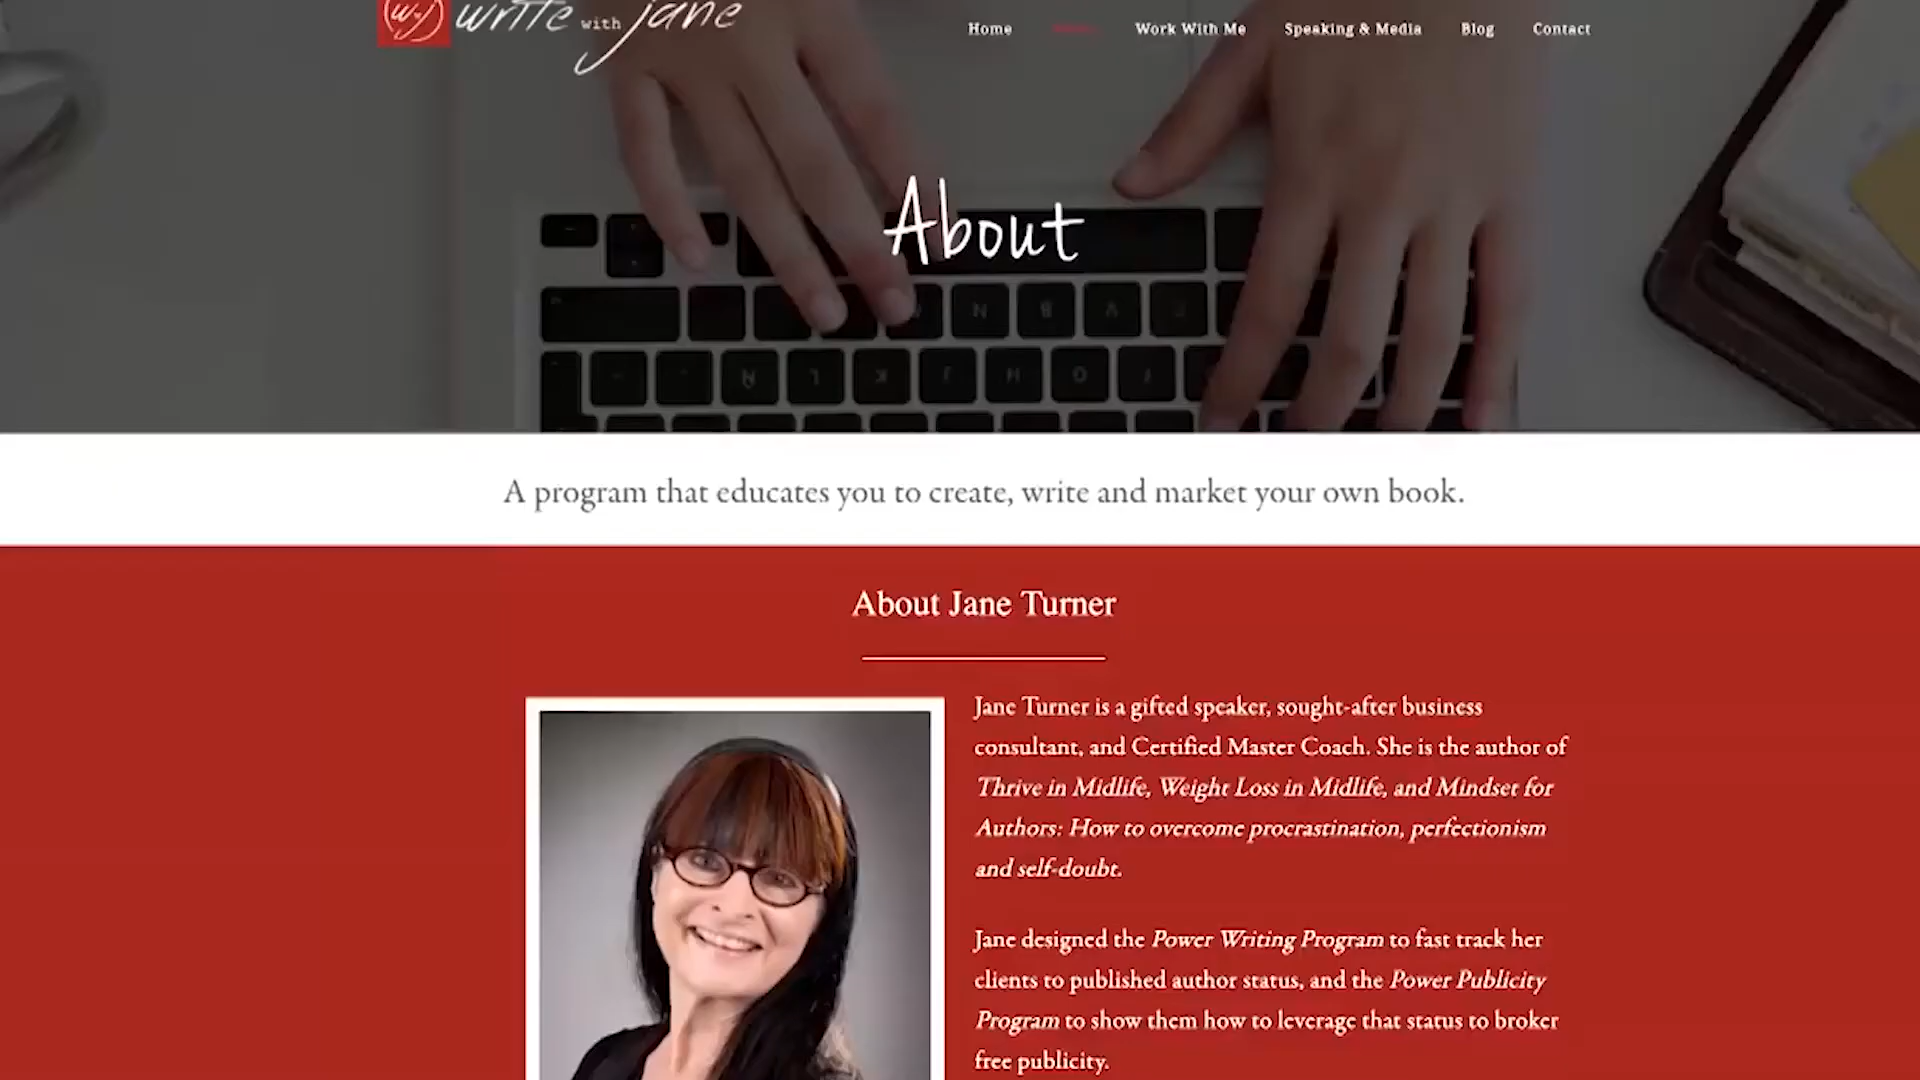 write with jane
Home Work With Me Speaking & Media Blog Contact
About
A program that educates you to create, write and market your own book.
About Jane Turner
Jane Turner is a gifted speaker, sought-after business
consultant, and Certified Master Coach. She is the author of
Thrive in Midlife, Weight Loss in Midlife, and Mindset for
Authors: How to overcome procrastination, perfectionism
and self-doubt.
Jane designed the Power Writing Program to fast track her
clients to published author status, and the Power Publicity
Program to show them how to leverage that status to broker
free publicity.